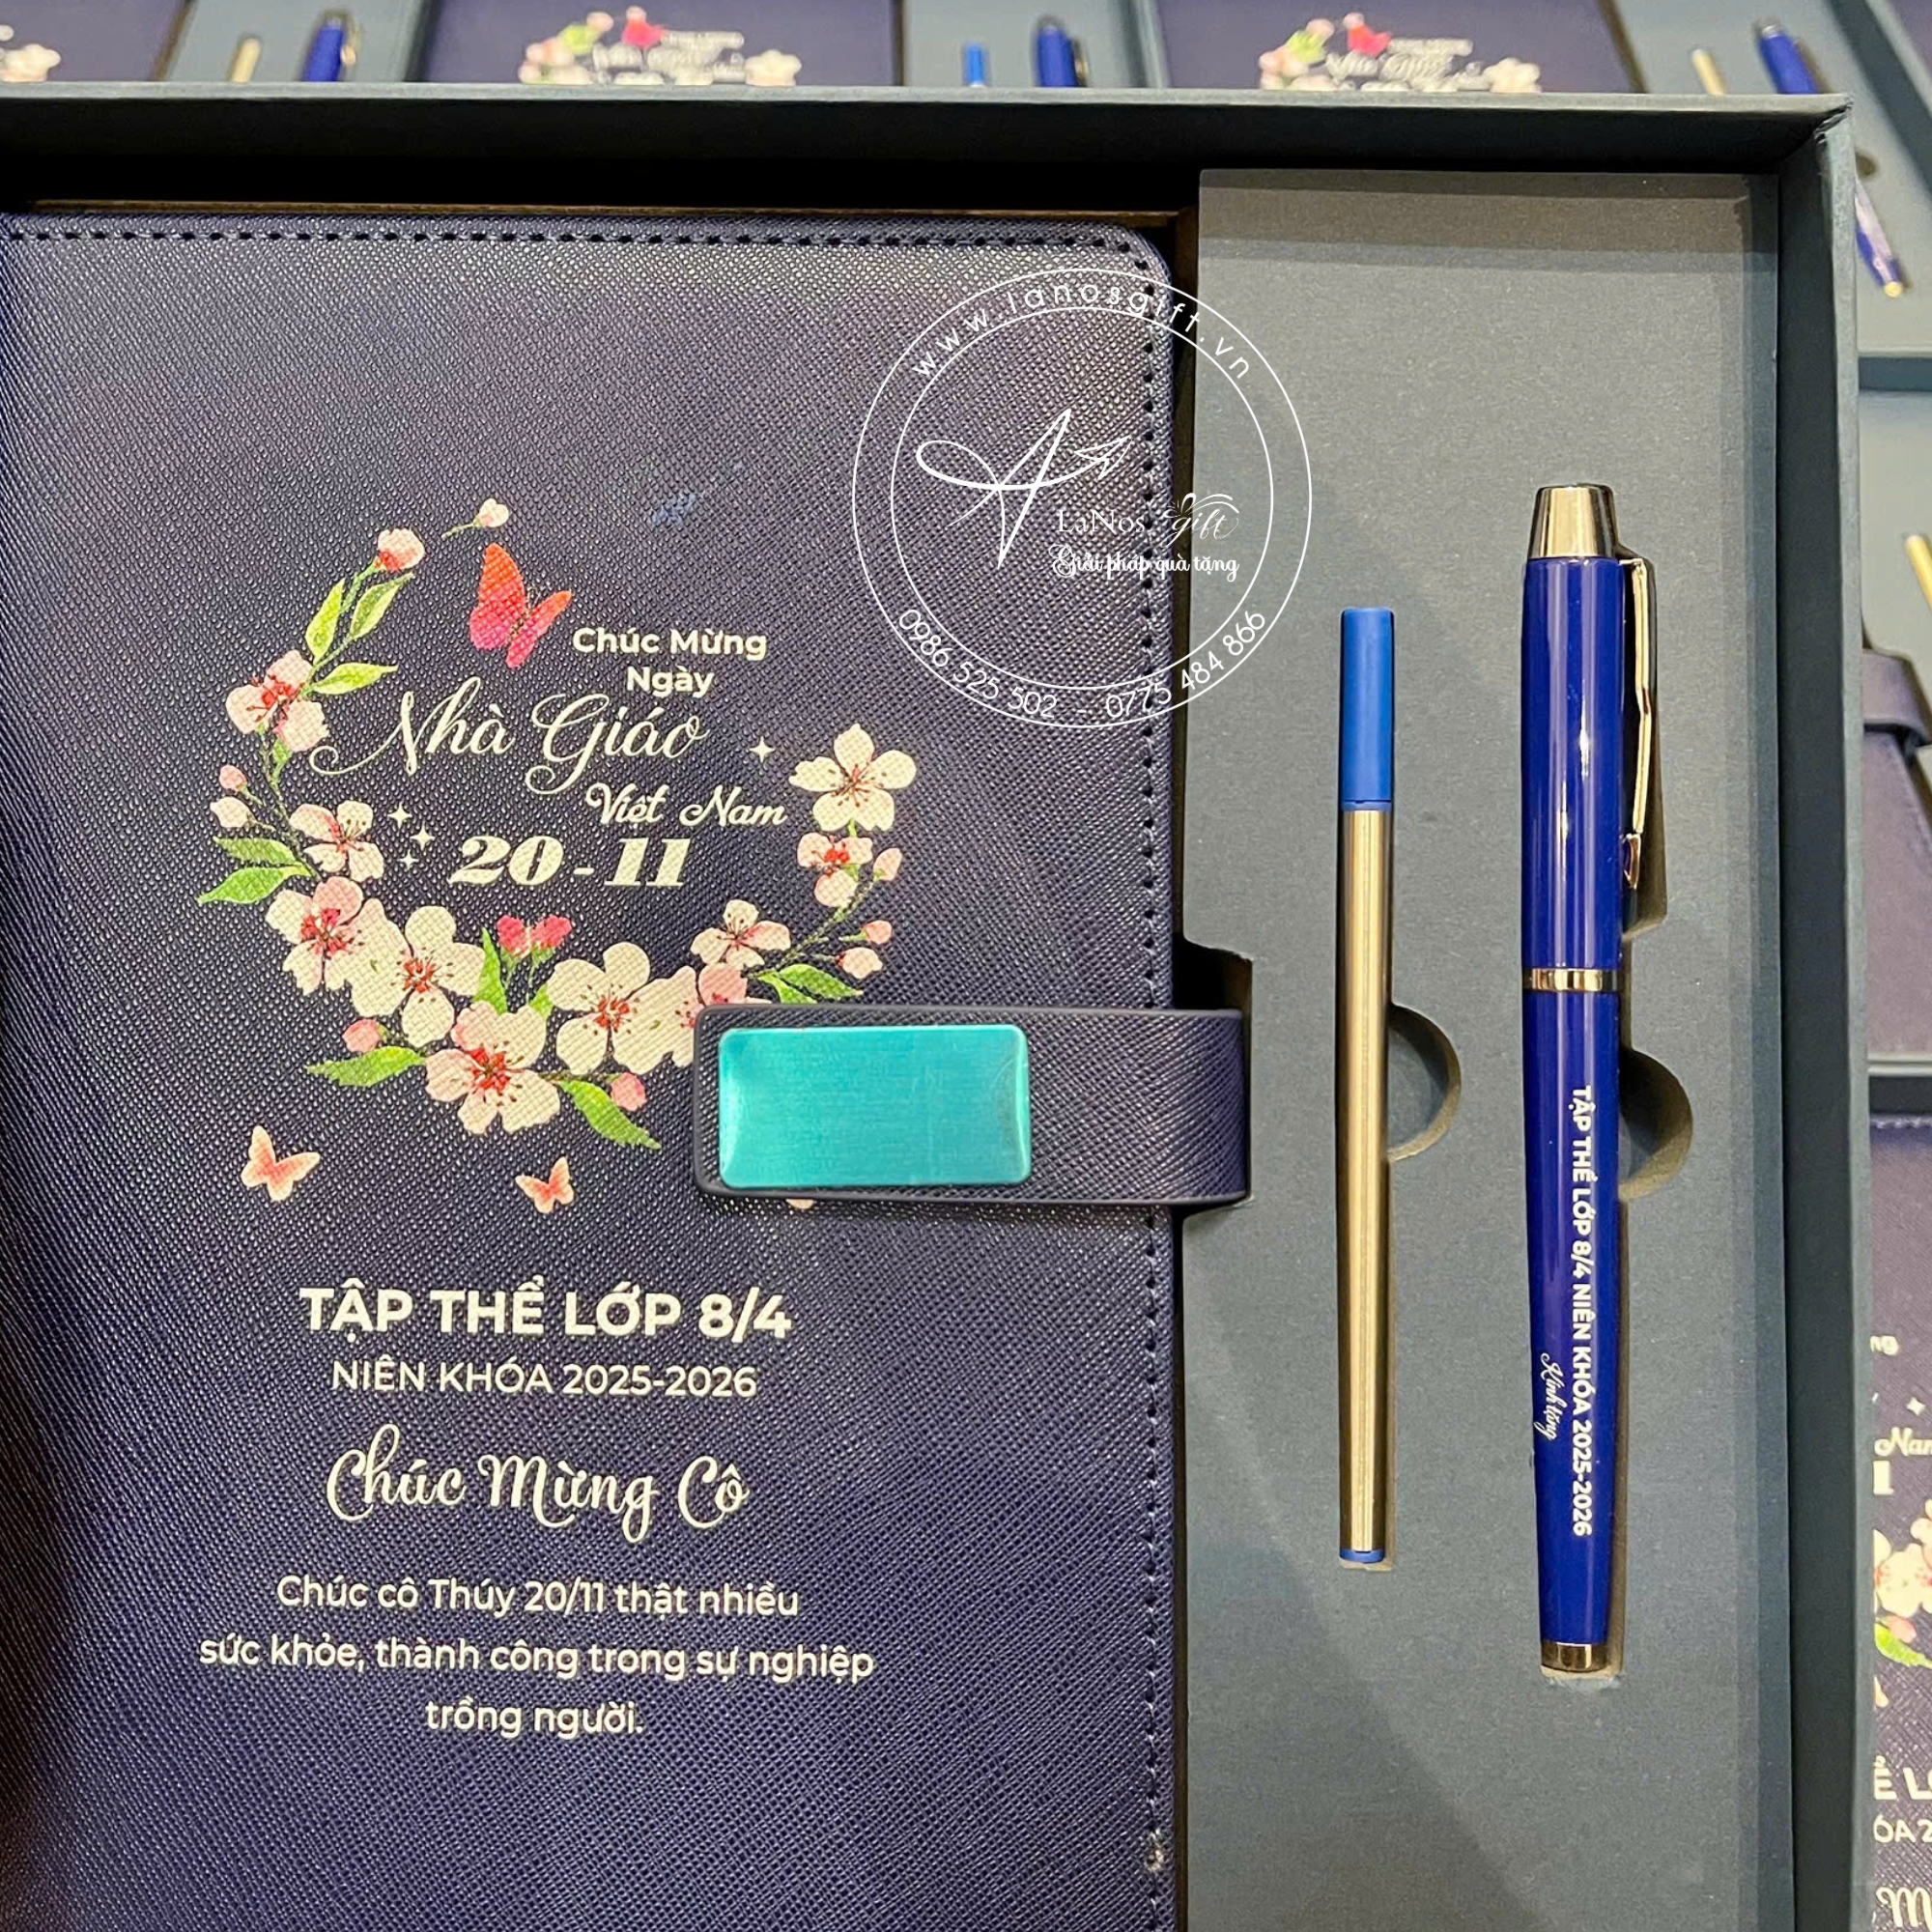 www.lanosgift.vn
LaNos gift
Giải pháp quà tặng
0986 525 502 - 0775 484 866
Chúc Mừng
Ngày
Nhà Giáo
Việt Nam
20-11
TẬP THỂ LỚP 8/4
NIÊN KHÓA 2025-2026
Chúc Mừng Cô
Chúc cô Thúy 20/11 thật nhiều
sức khỏe, thành công trong sự nghiệp
trồng người.
TẬP THỂ LỚP 8/4 NIÊN KHÓA 2025-2026
Kính tặng